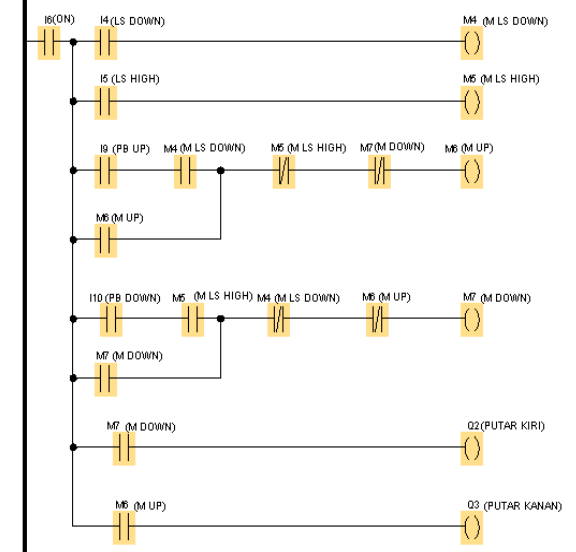 I6(ON) I4 (LS DOWN) M4 (M LS DOWN)
I5 (LS HIGH) M5 (M LS HIGH)
I9 (PB UP) M4 (M LS DOWN) M5 (M LS HIGH) M7(M DOWN) M6 (M UP)
M6 (M UP)
I10 (PB DOWN) M5 (M LS HIGH) M4 (M LS DOWN) M6 (M UP) M7 (M DOWN)
M7 (M DOWN)
M7 (M DOWN) Q2(PUTAR KIRI)
M6 (M UP) Q3 (PUTAR KANAN)